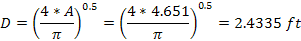 D = (4 * A / π)^0.5 = (4 * 4.651 / π)^0.5 = 2.4335 ft